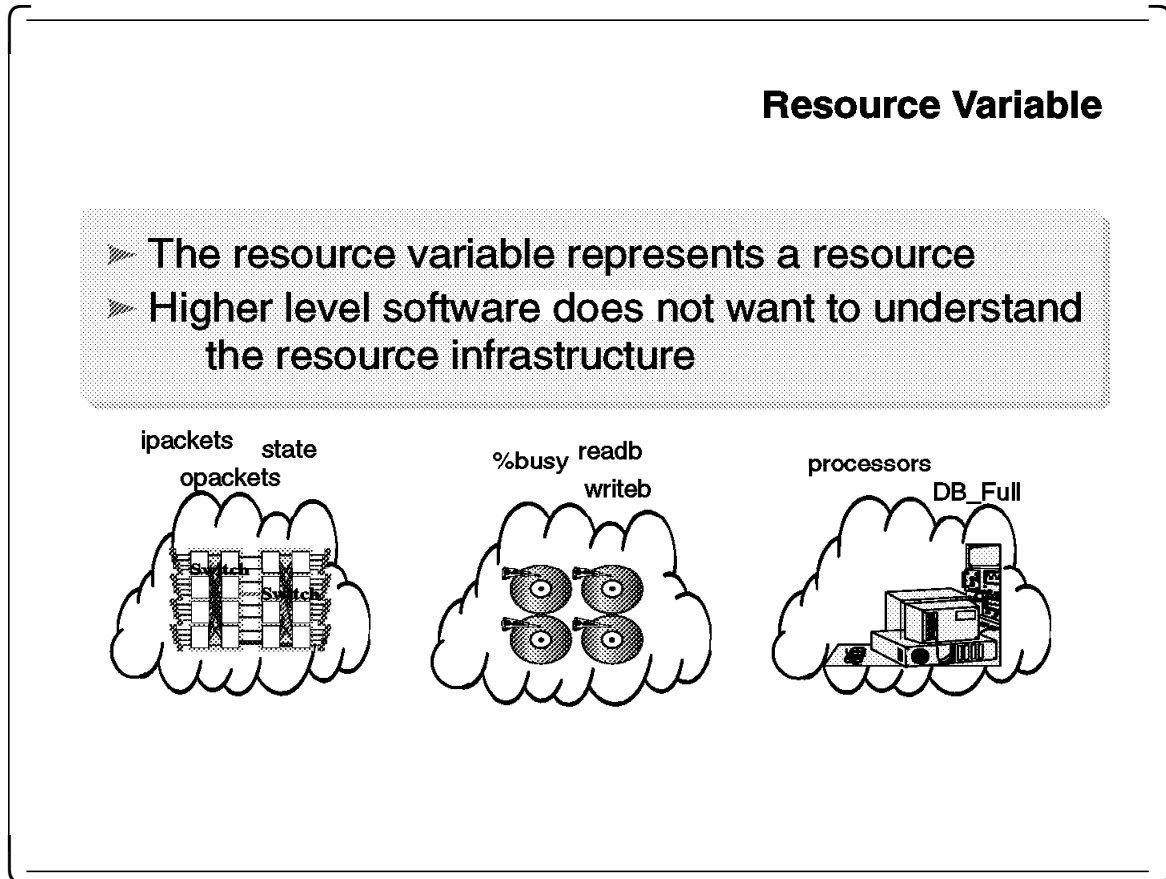 Resource Variable
The resource variable represents a resource
Higher level software does not want to understand
the resource infrastructure
ipackets state
opackets
%busy readb
writeb
processors
DB_Full
Switch
Switch